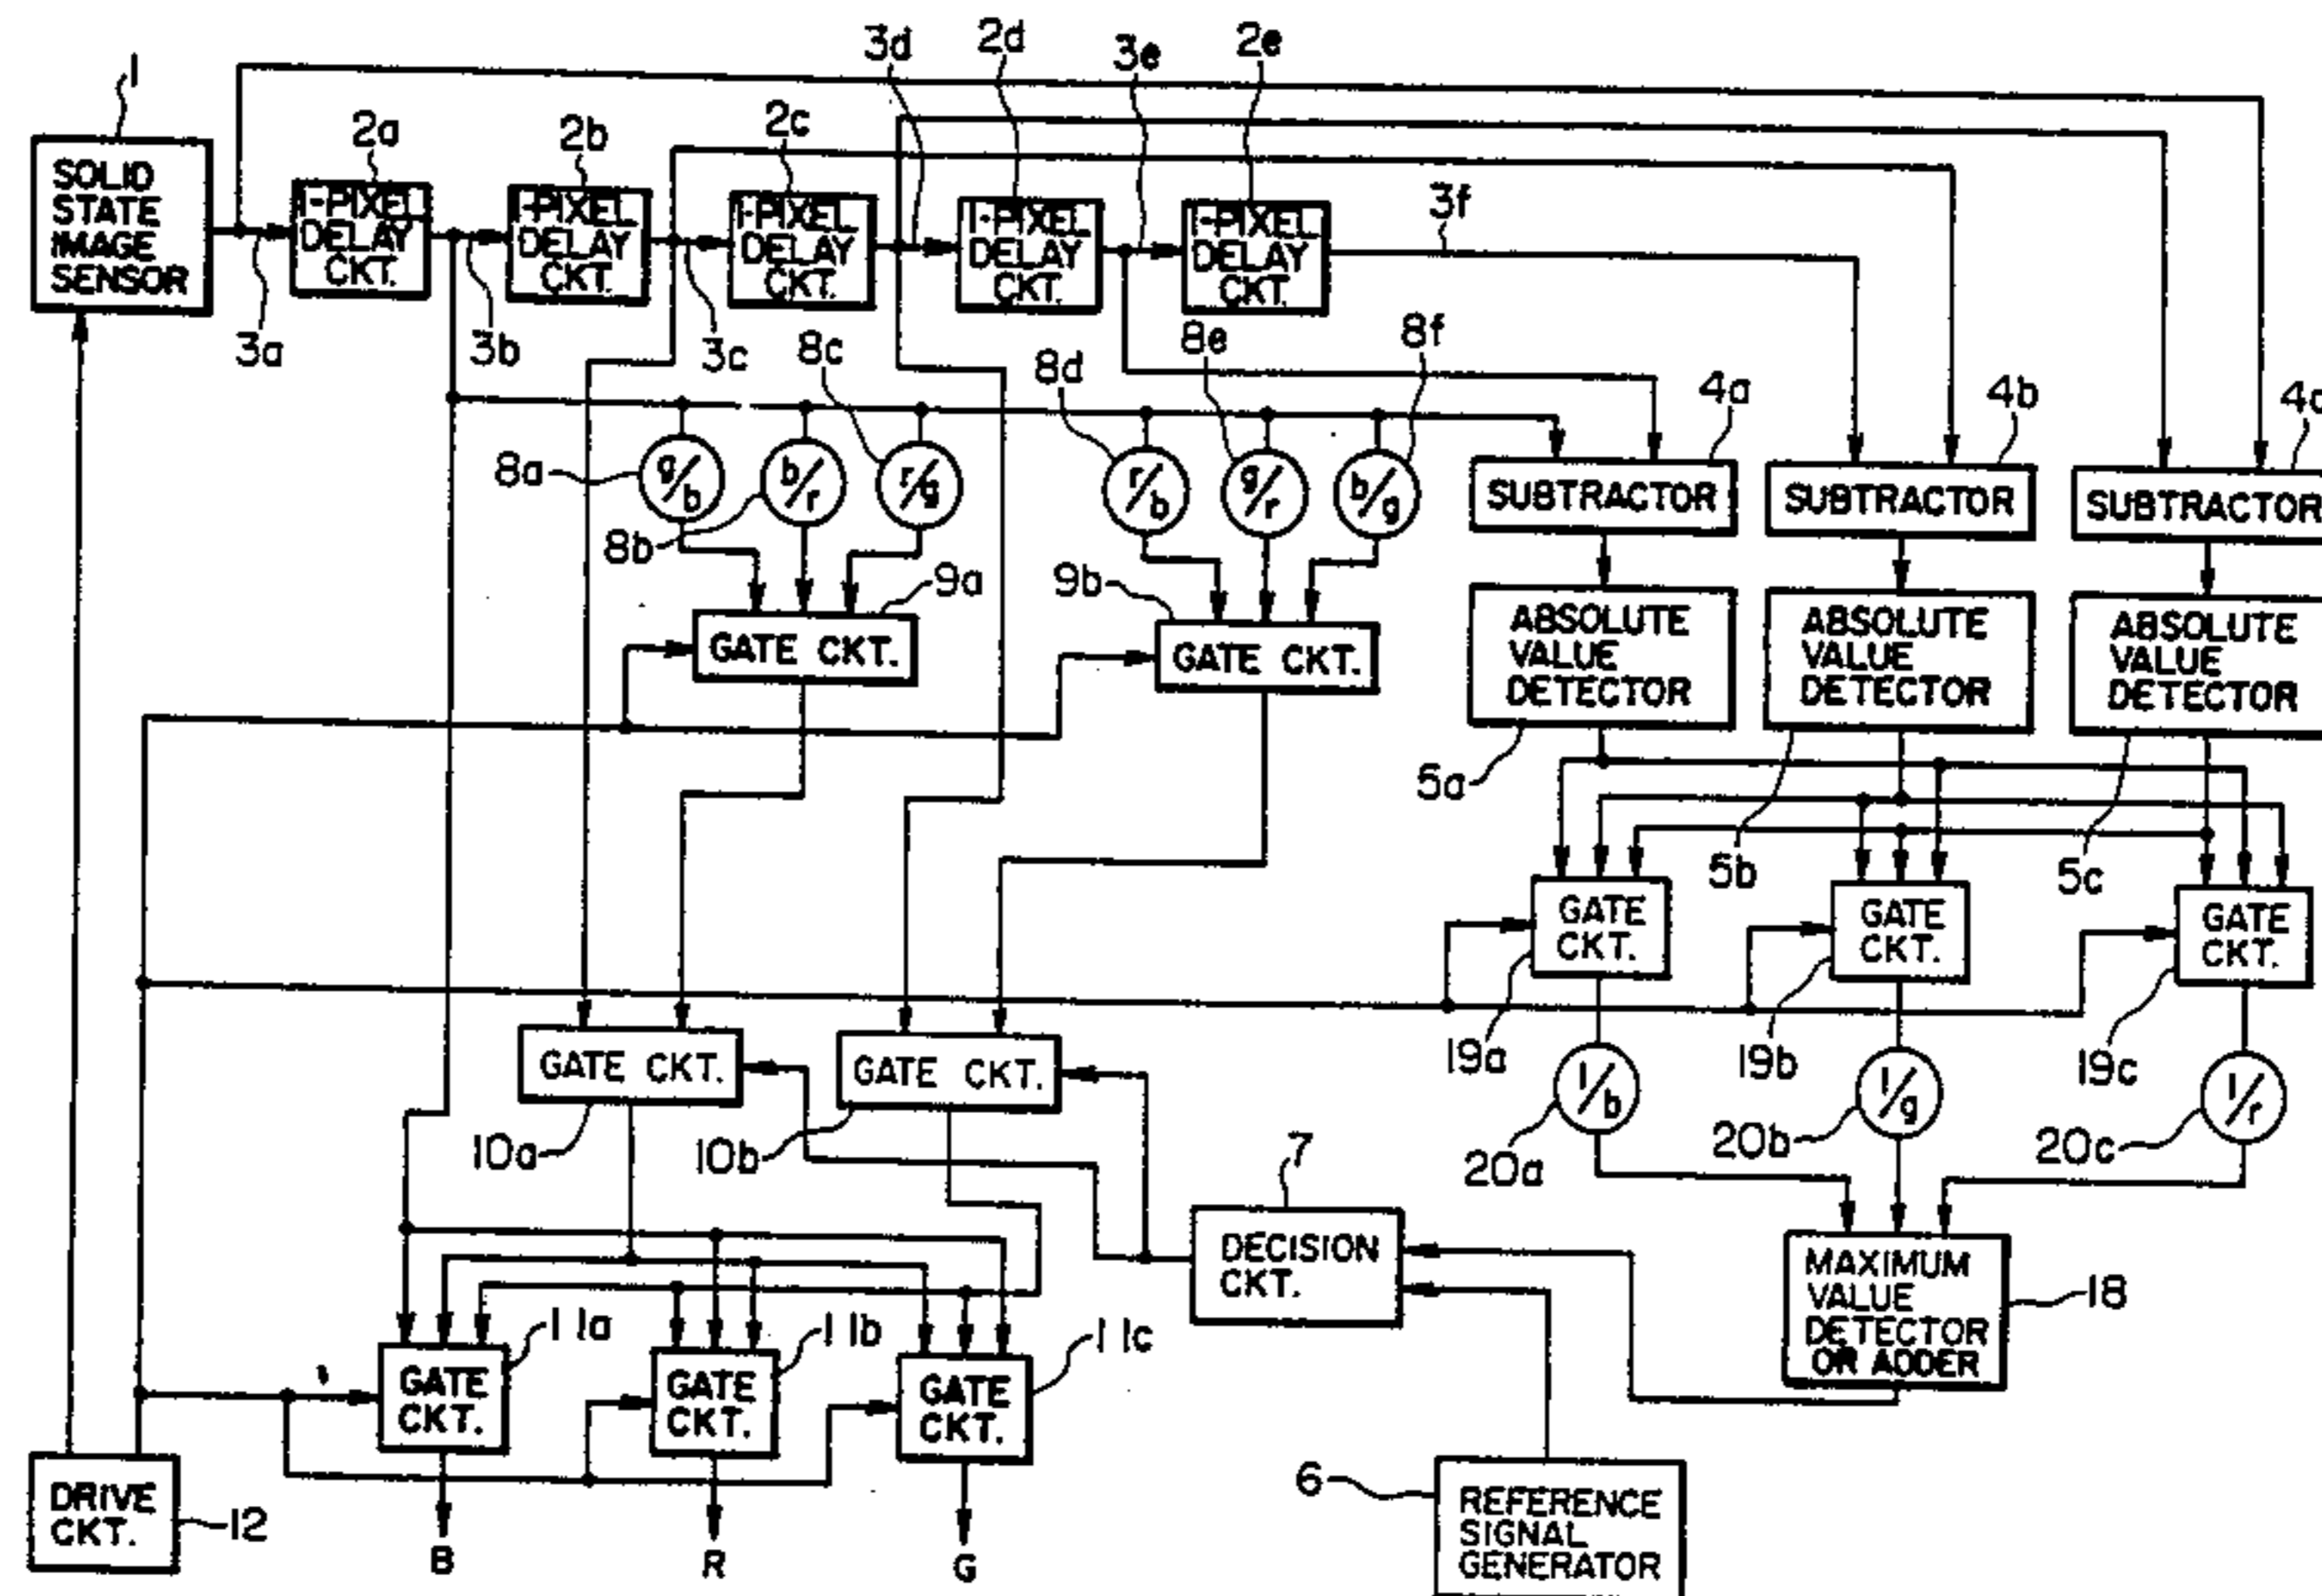 1
3d
2d
3e
2e
2a
2b
2c
SOLID
STATE
IMAGE
SENSOR
1-PIXEL
DELAY
CKT.
1-PIXEL
DELAY
CKT.
1-PIXEL
DELAY
CKT.
1-PIXEL
DELAY
CKT.
1-PIXEL
DELAY
CKT.
3f
3a
3b
3c
8c
8d
8e
8f
4a
4b
4c
8a
g/b
b/r
r/g
r/b
g/r
b/g
8b
SUBTRACTOR
SUBTRACTOR
SUBTRACTOR
9a
9b
GATE CKT.
GATE CKT.
ABSOLUTE
VALUE
DETECTOR
ABSOLUTE
VALUE
DETECTOR
ABSOLUTE
VALUE
DETECTOR
5a
5b
5c
GATE
CKT.
GATE
CKT.
GATE
CKT.
19a
19b
19c
GATE CKT.
GATE CKT.
10a
10b
1/b
1/g
1/r
20a
20b
20c
7
DECISION
CKT.
MAXIMUM
VALUE
DETECTOR
OR ADDER
18
11a
11b
11c
GATE
CKT.
GATE
CKT.
GATE
CKT.
DRIVE
CKT.
12
B
R
G
6
REFERENCE
SIGNAL
GENERATOR